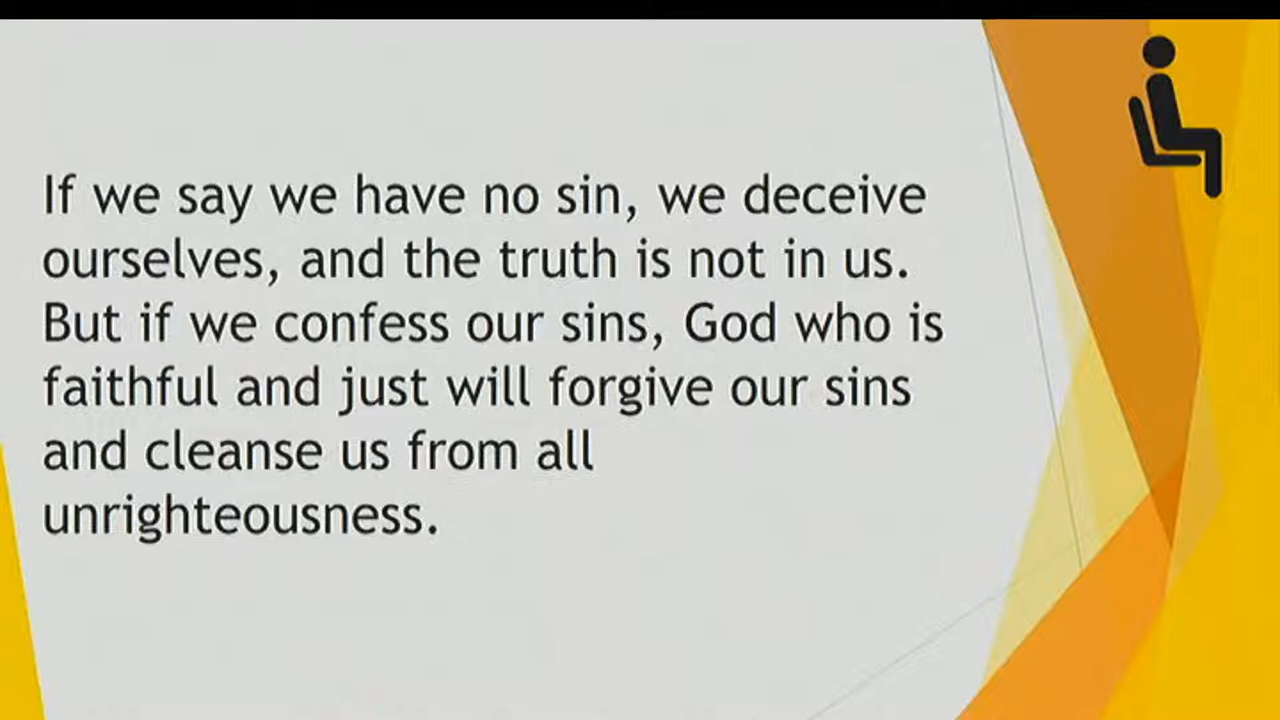 If we say we have no sin, we deceive
ourselves, and the truth is not in us.
But if we confess our sins, God who is
faithful and just will forgive our sins
and cleanse us from all
unrighteousness.